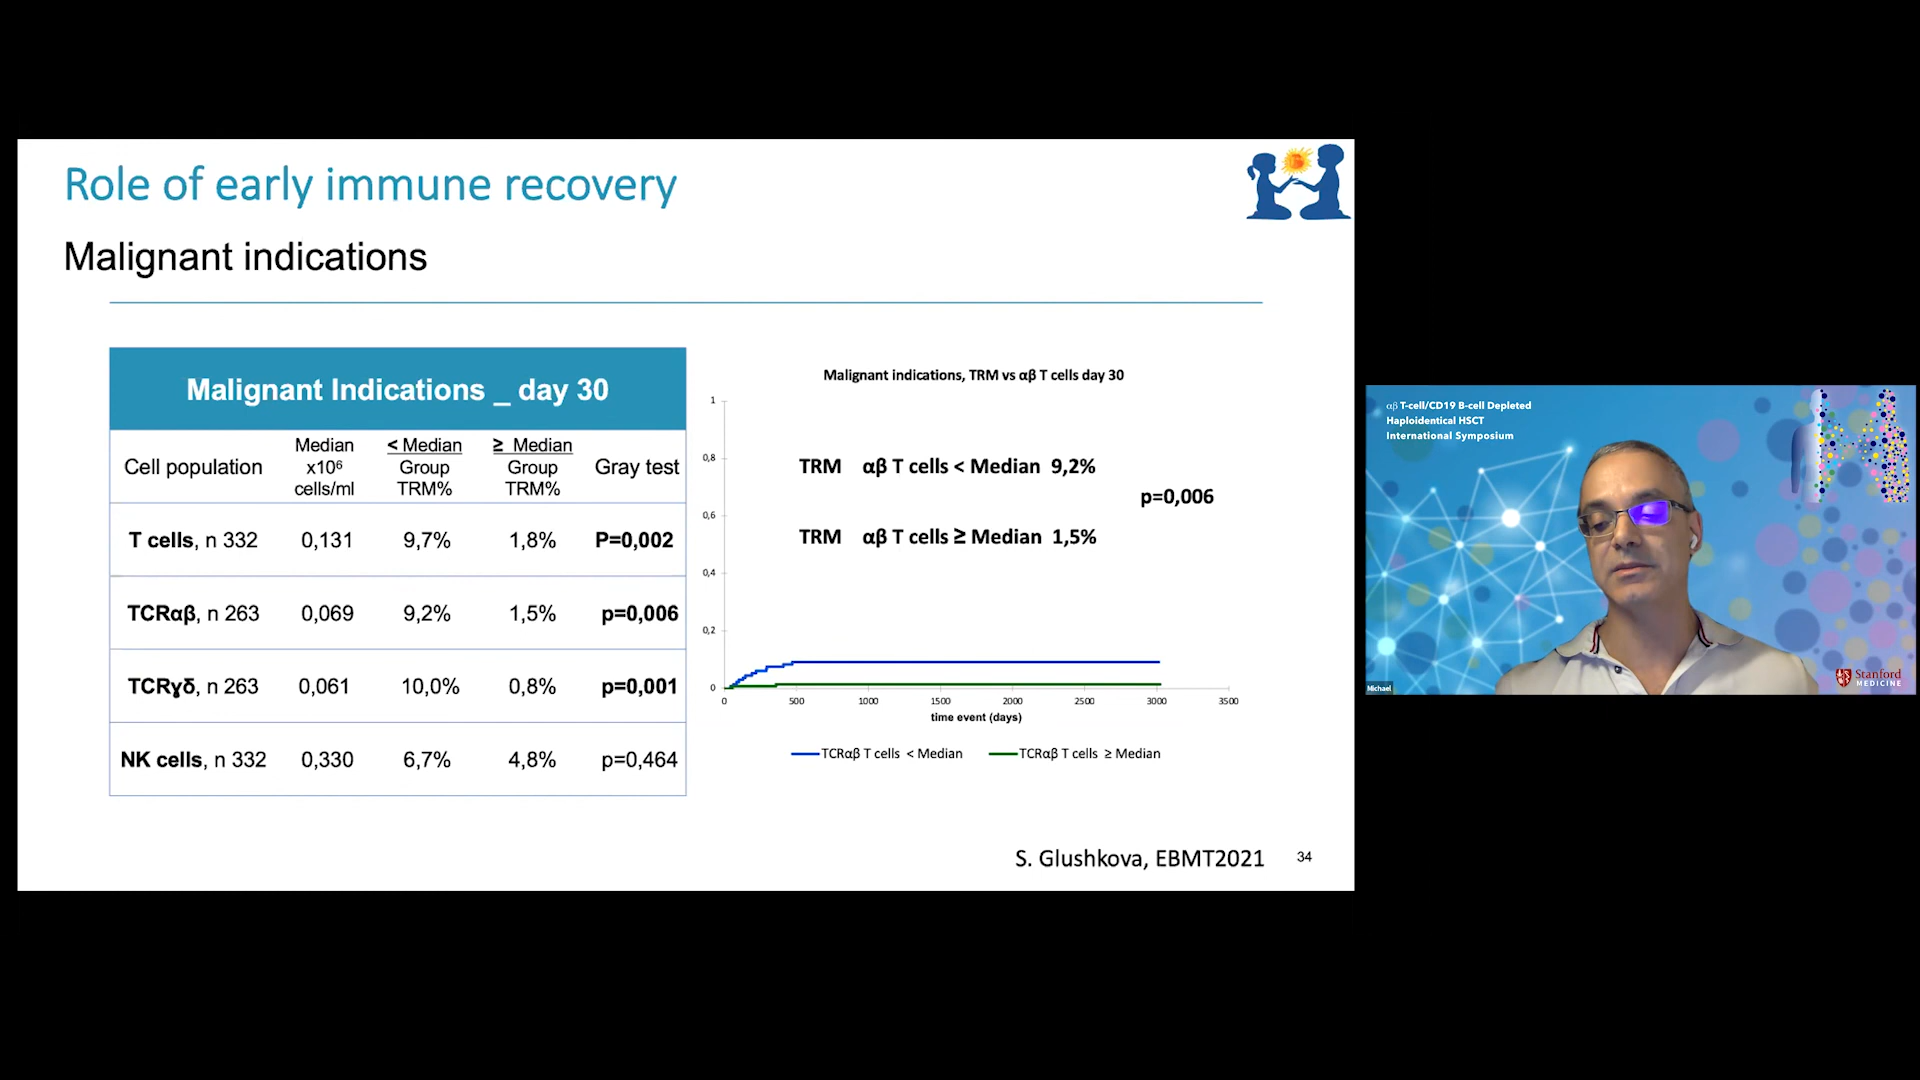 Role of early immune recovery
Malignant indications
Malignant Indications _ day 30
Cell population
Median
x10⁶
cells/ml
< Median
Group
TRM%
≥ Median
Group
TRM%
Gray test
T cells, n 332 0,131 9,7% 1,8% P=0,002
TCRαβ, n 263 0,069 9,2% 1,5% p=0,006
TCRɣδ, n 263 0,061 10,0% 0,8% p=0,001
NK cells, n 332 0,330 6,7% 4,8% p=0,464
Malignant indications, TRM vs αβ T cells day 30
1
0,8
0,6
0,4
0,2
0
TRM αβ T cells < Median 9,2%
p=0,006
TRM αβ T cells ≥ Median 1,5%
0 500 1000 1500 2000 2500 3000 3500
time event (days)
TCRαβ T cells < Median TCRαβ T cells ≥ Median
S. Glushkova, EBMT2021 34
αβ T-cell/CD19 B-cell Depleted
Haploidentical HSCT
International Symposium
Stanford
MEDICINE
Michael